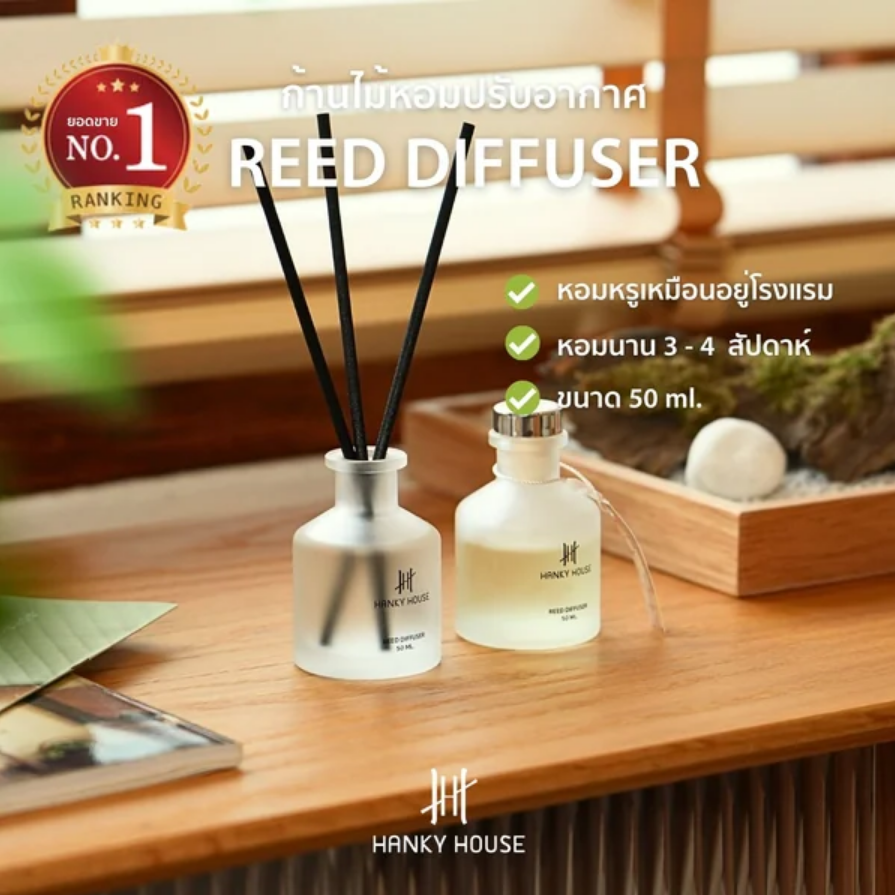 ยอดขาย
NO.1
RANKING
ก้านไม้หอมปรับอากาศ
REED DIFFUSER
หอมหรูเหมือนอยู่โรงแรม
หอมนาน 3 - 4 สัปดาห์
ขนาด 50 ml.
HANKY HOUSE
REED DIFFUSER
50 ML.
HANKY HOUSE
REED DIFFUSER
50 ML.
HANKY HOUSE